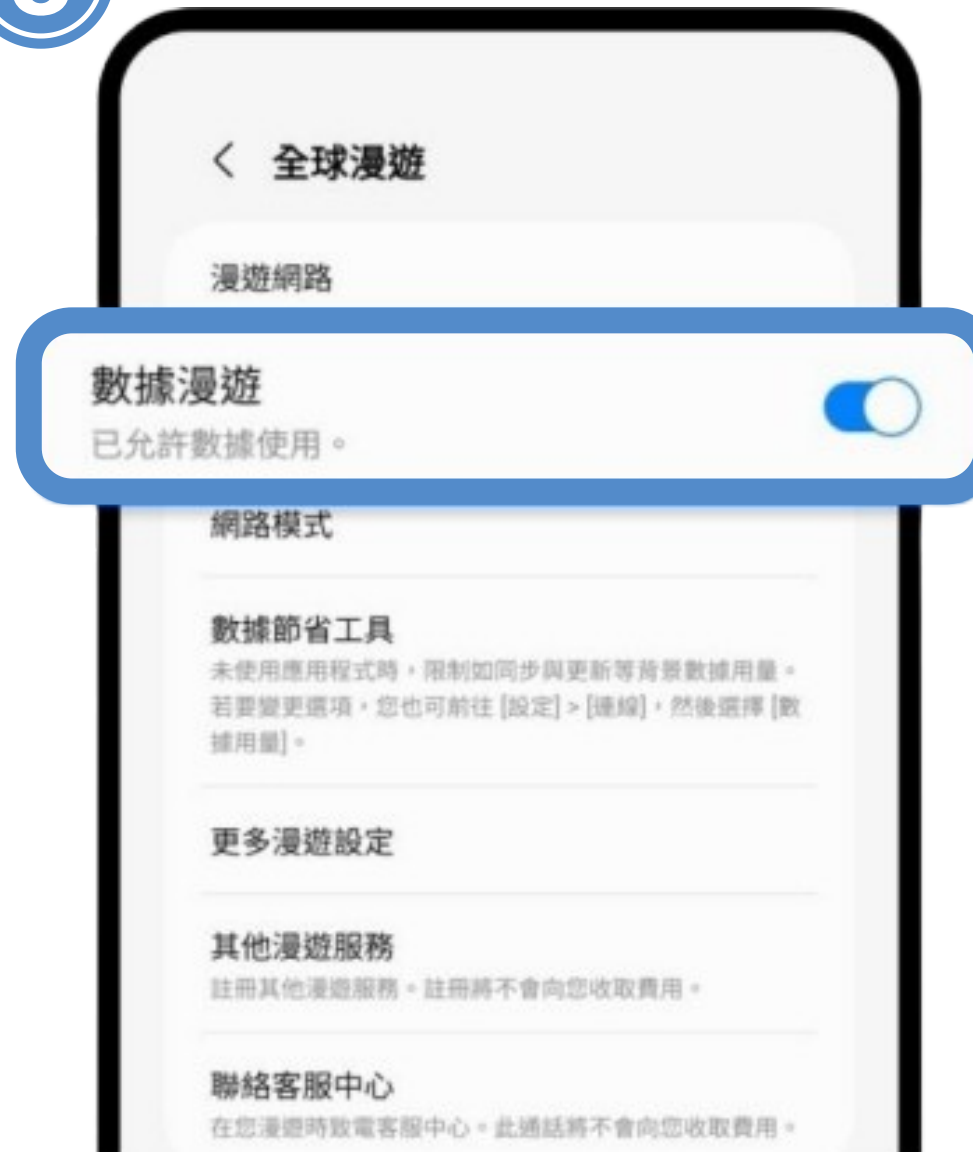 全球漫遊
漫遊網路
數據漫遊
已允許數據使用。
網路模式
數據節省工具
未使用應用程式時，限制如同步與更新等背景數據用量。
若要變更選項，您也可前往 [設定] > [連線]，然後選擇 [數
據用量]。
更多漫遊設定
其他漫遊服務
註冊其他漫遊服務。註冊將不會向您收取費用。
聯絡客服中心
在您漫遊時致電客服中心。此通話將不會向您收取費用。